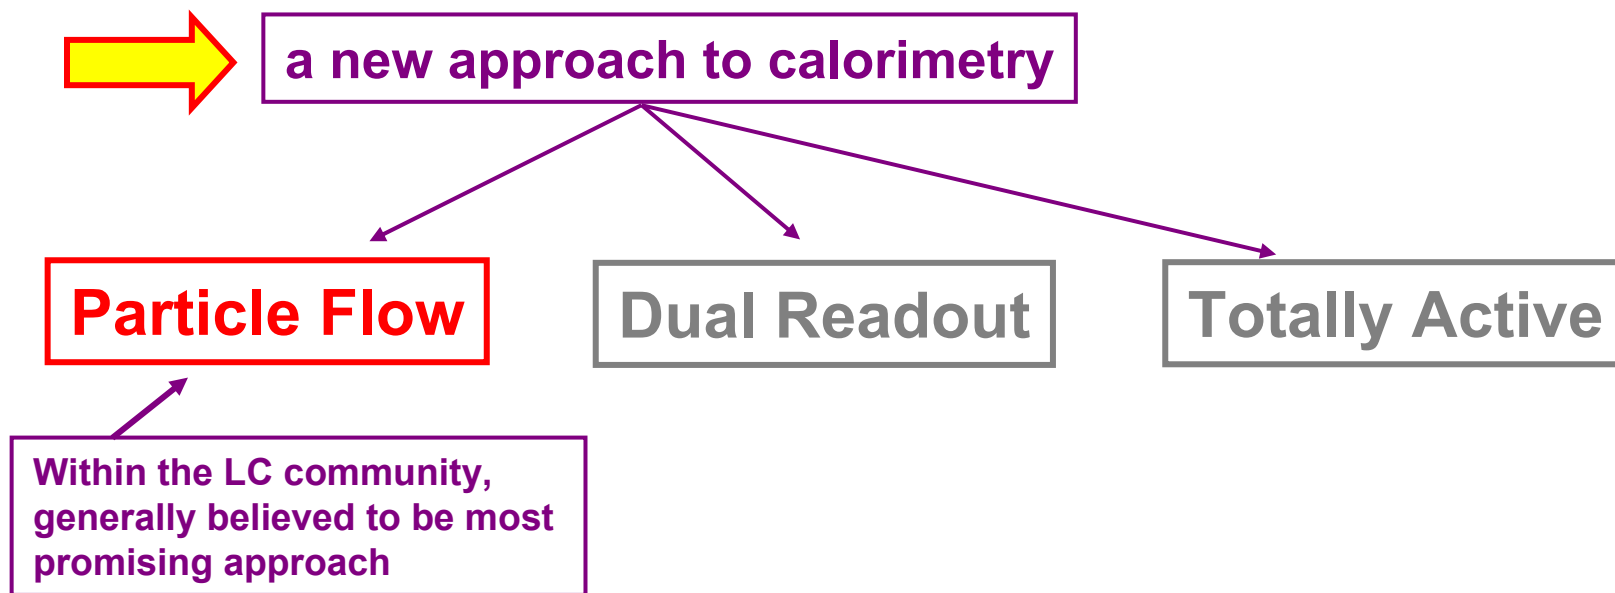 a new approach to calorimetry
Particle Flow
Dual Readout
Totally Active
Within the LC community,
generally believed to be most
promising approach